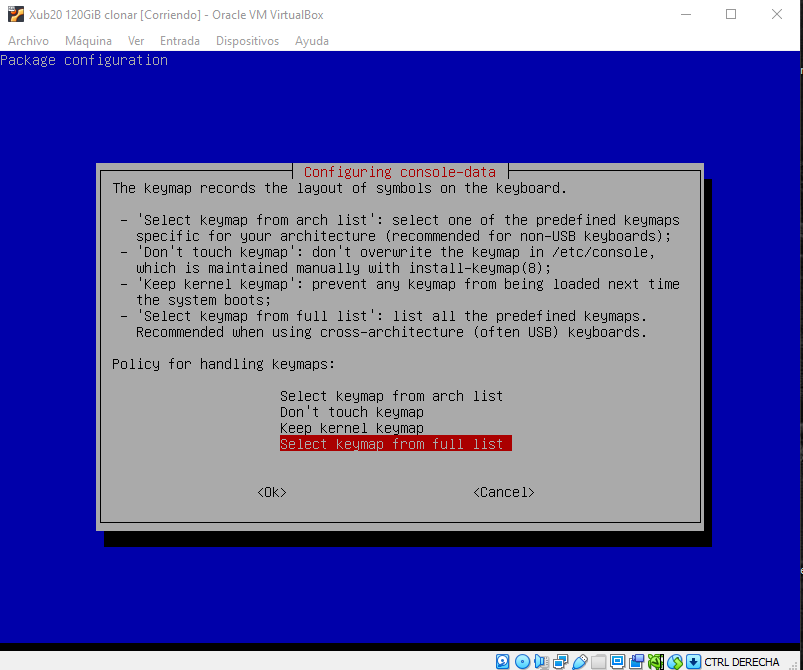 Xub20 120GiB clonar [Corriendo] - Oracle VM VirtualBox
Archivo Máquina Ver Entrada Dispositivos Ayuda
Package configuration
Configuring console-data
The keymap records the layout of symbols on the keyboard.
- 'Select keymap from arch list': select one of the predefined keymaps
specific for your architecture (recommended for non-USB keyboards);
- 'Don't touch keymap': don't overwrite the keymap in /etc/console,
which is maintained manually with install-keymap(8);
- 'Keep kernel keymap': prevent any keymap from being loaded next time
the system boots;
- 'Select keymap from full list': list all the predefined keymaps.
Recommended when using cross-architecture (often USB) keyboards.
Policy for handling keymaps:
Select keymap from arch list
Don't touch keymap
Keep kernel keymap
Select keymap from full list
<Ok> <Cancel>
CTRL DERECHA